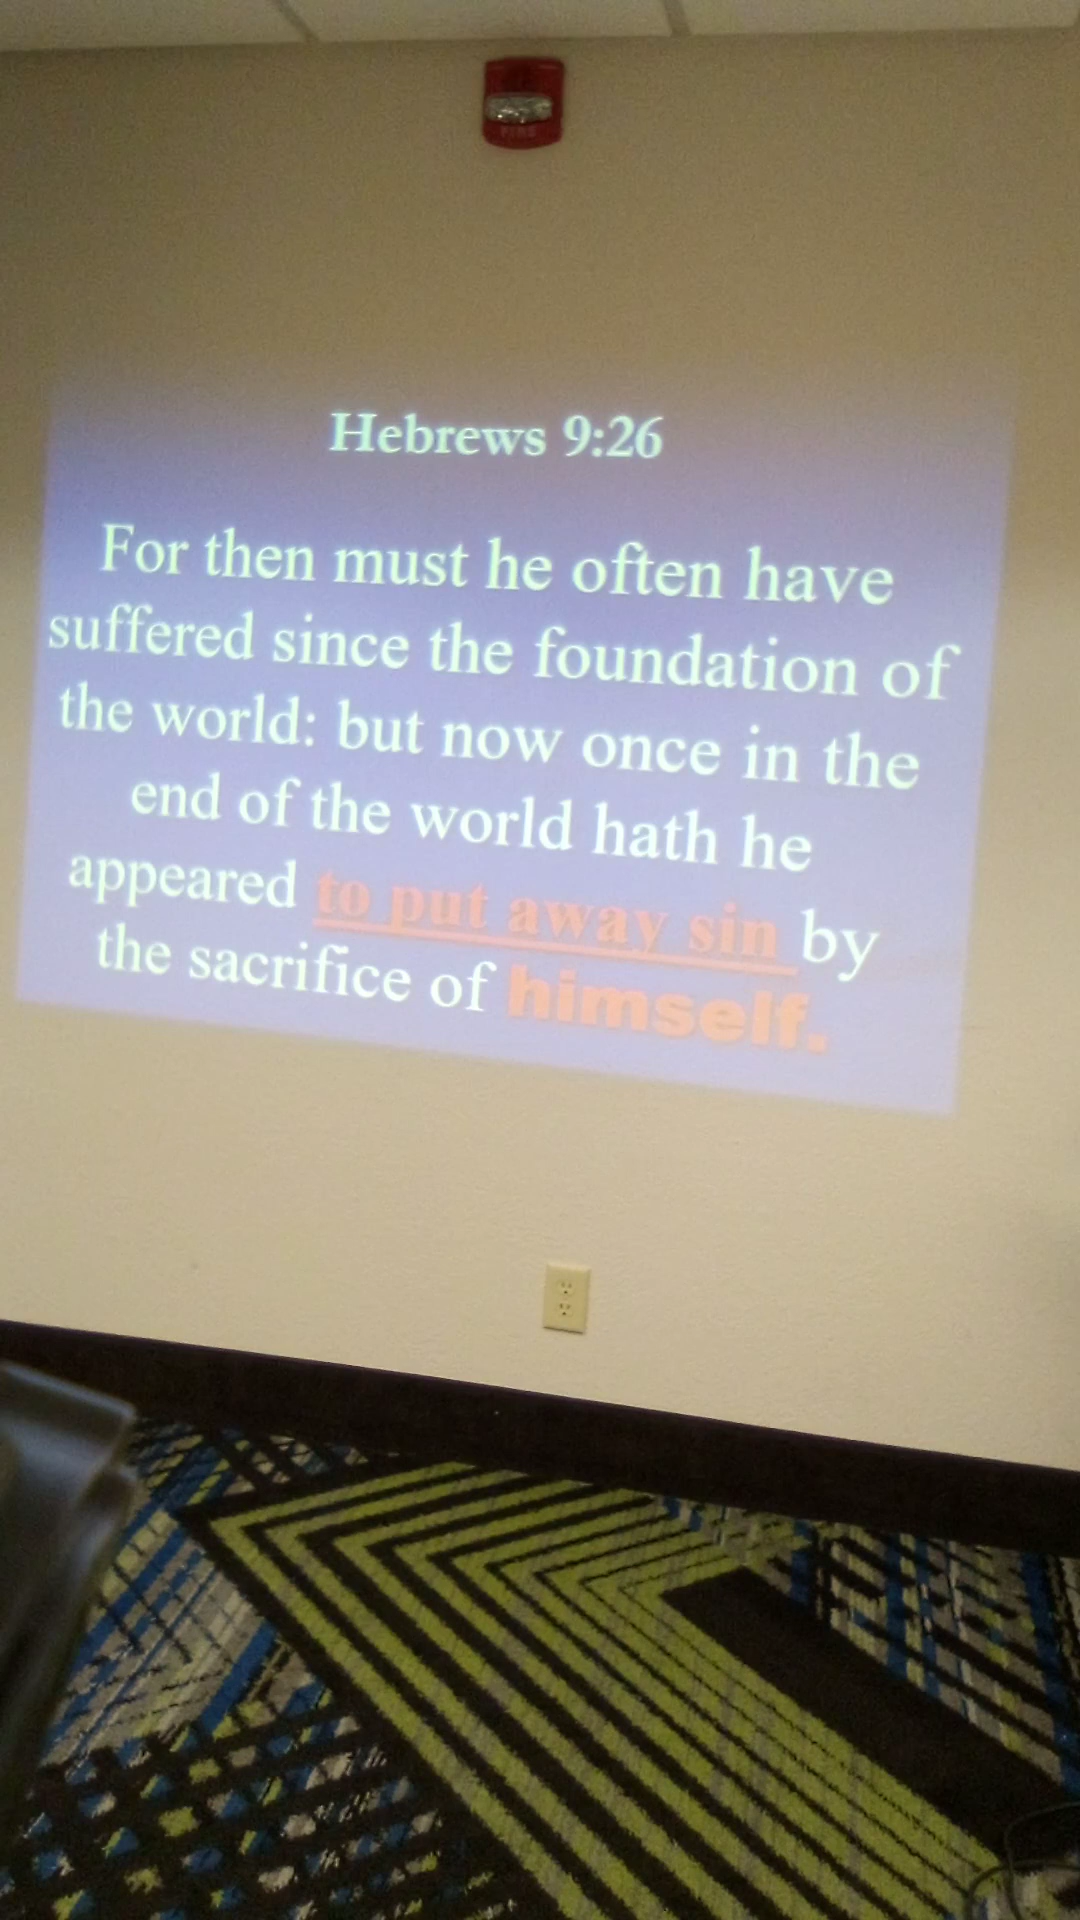 FIRE
Hebrews 9:26
For then must he often have
suffered since the foundation of
the world: but now once in the
end of the world hath he
appeared to put away sin by
the sacrifice of himself.